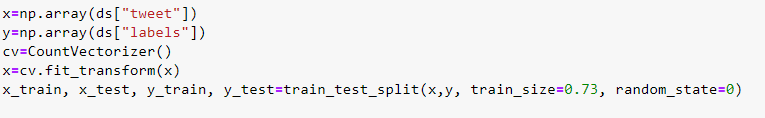 x=np.array(ds["tweet"])
y=np.array(ds["labels"])
cv=CountVectorizer()
x=cv.fit_transform(x)
x_train, x_test, y_train, y_test=train_test_split(x,y, train_size=0.73, random_state=0)